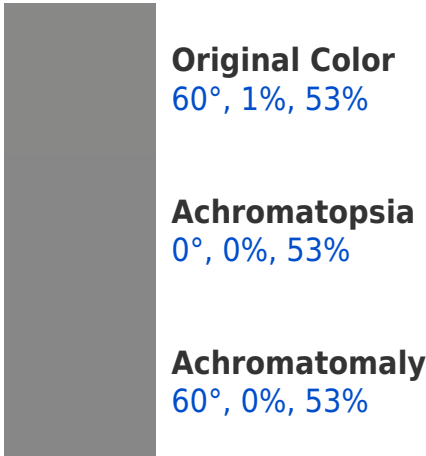 Original Color
60°, 1%, 53%
Achromatopsia
0°, 0%, 53%
Achromatomaly
60°, 0%, 53%